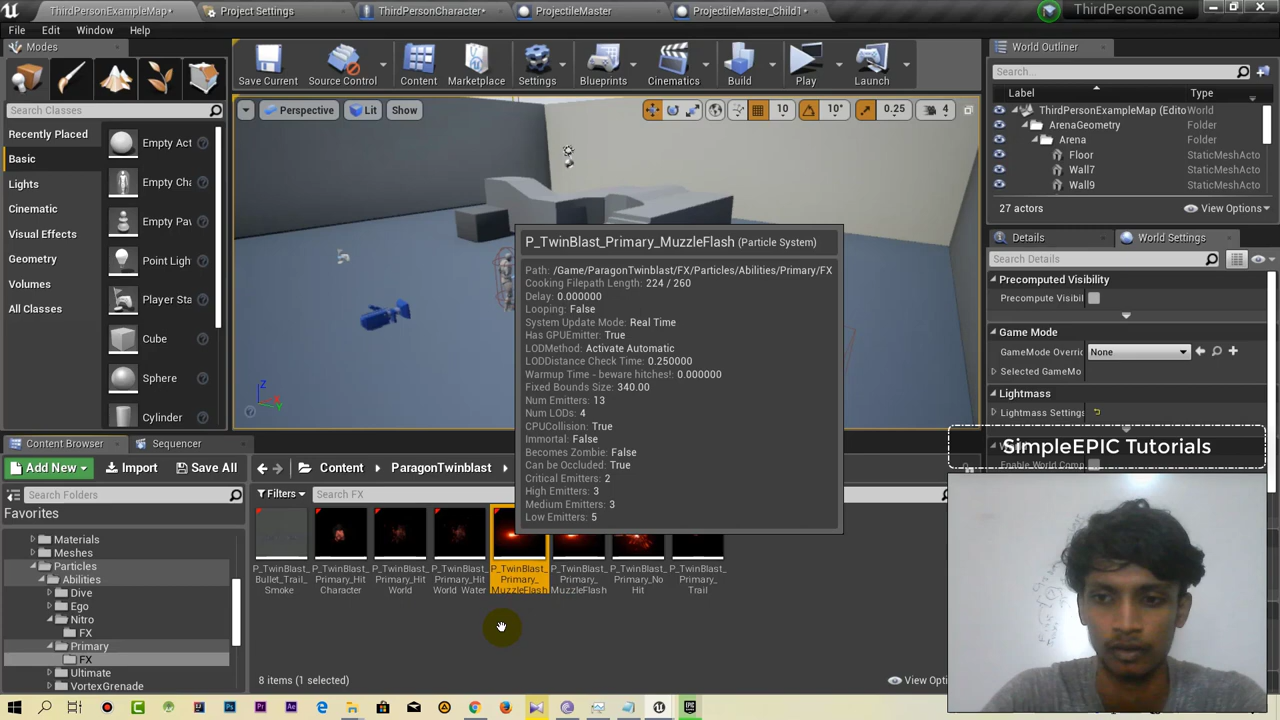 ThirdPersonExampleMap*
Project Settings
ThirdPersonCharacter*
ProjectileMaster
ProjectileMaster_Child1*
ThirdPersonGame
File
Edit
Window
Help
Modes
World Outliner
Save Current
Source Control
Content
Marketplace
Settings
Blueprints
Cinematics
Build
Play
Launch
Search...
Label
Type
Search Classes
Perspective
Lit
Show
10
10°
0.25
4
ThirdPersonExampleMap (Edito
World
ArenaGeometry
Folder
Arena
Folder
Floor
StaticMeshActo
Wall7
StaticMeshActo
Wall9
StaticMeshActo
27 actors
View Options
Recently Placed
Basic
Lights
Cinematic
Visual Effects
Geometry
Volumes
All Classes
Empty Act
Empty Cha
Empty Paw
Point Light
Player Sta
Cube
Sphere
Cylinder
Details
World Settings
Search Details
Precomputed Visibility
Precompute Visibil
Game Mode
GameMode Overri
None
Selected GameMo
Lightmass
Lightmass Settings
P_TwinBlast_Primary_MuzzleFlash (Particle System)
Path: /Game/ParagonTwinblast/FX/Particles/Abilities/Primary/FX
Cooking Filepath Length: 224 / 260
Delay: 0.000000
Looping: False
System Update Mode: Real Time
Has GPUEmitter: True
LODMethod: Activate Automatic
LODDistance Check Time: 0.250000
Warmup Time - beware hitches!: 0.000000
Fixed Bounds Size: 340.00
Num Emitters: 13
Num LODs: 4
CPUCollision: True
Immortal: False
Becomes Zombie: False
Can be Occluded: True
Critical Emitters: 2
High Emitters: 3
Medium Emitters: 3
Low Emitters: 5
Z
Y
Content Browser
Sequencer
SimpleEPIC Tutorials
Enable World Comp
Add New
Import
Save All
Content
ParagonTwinblast
Search Folders
Filters
Search FX
Favorites
Materials
Meshes
Particles
Abilities
Dive
Ego
Nitro
FX
Primary
FX
Ultimate
VortexGrenade
P_TwinBlast_
Bullet_Trail_
Smoke
P_TwinBlast_
Primary_Hit
Character
P_TwinBlast_
Primary_Hit
World
P_TwinBlast_
Primary_Hit
World_Water
P_TwinBlast_
Primary_
MuzzleFlash
P_TwinBlast_
Primary_
MuzzleFlash
P_TwinBlast_
Primary_No
Hit
P_TwinBlast_
Primary_
Trail
8 items (1 selected)
View Opti